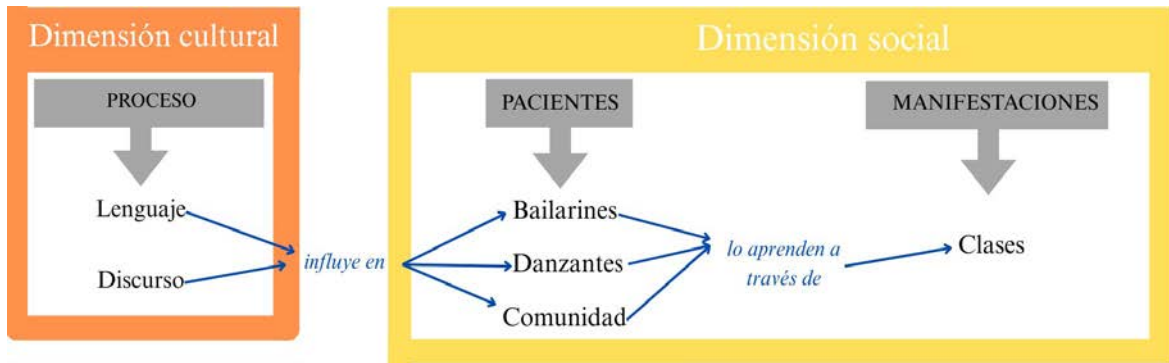 Dimensión cultural
Dimensión social
PROCESO
PACIENTES
MANIFESTACIONES
Lenguaje
Discurso
influye en
Bailarines
Danzantes
Comunidad
lo aprenden a
través de
Clases